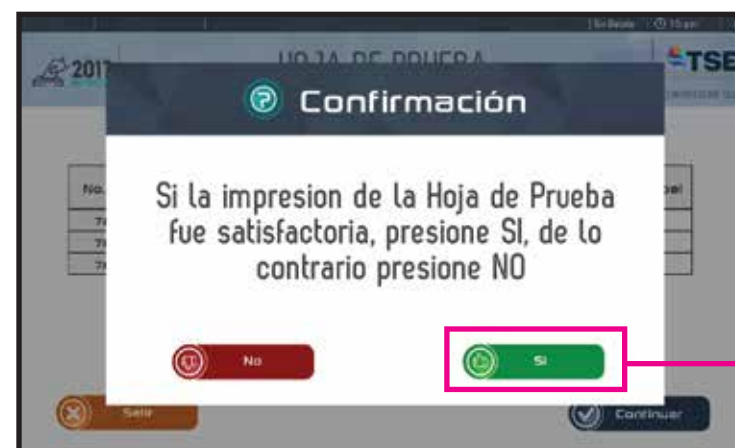 2017
HOJA DE PRUEBA
TSE
Confirmación
No.
Si la impresion de la Hoja de Prueba
fue satisfactoria, presione SI, de lo
contrario presione NO
No
SI
Salir
Continuar